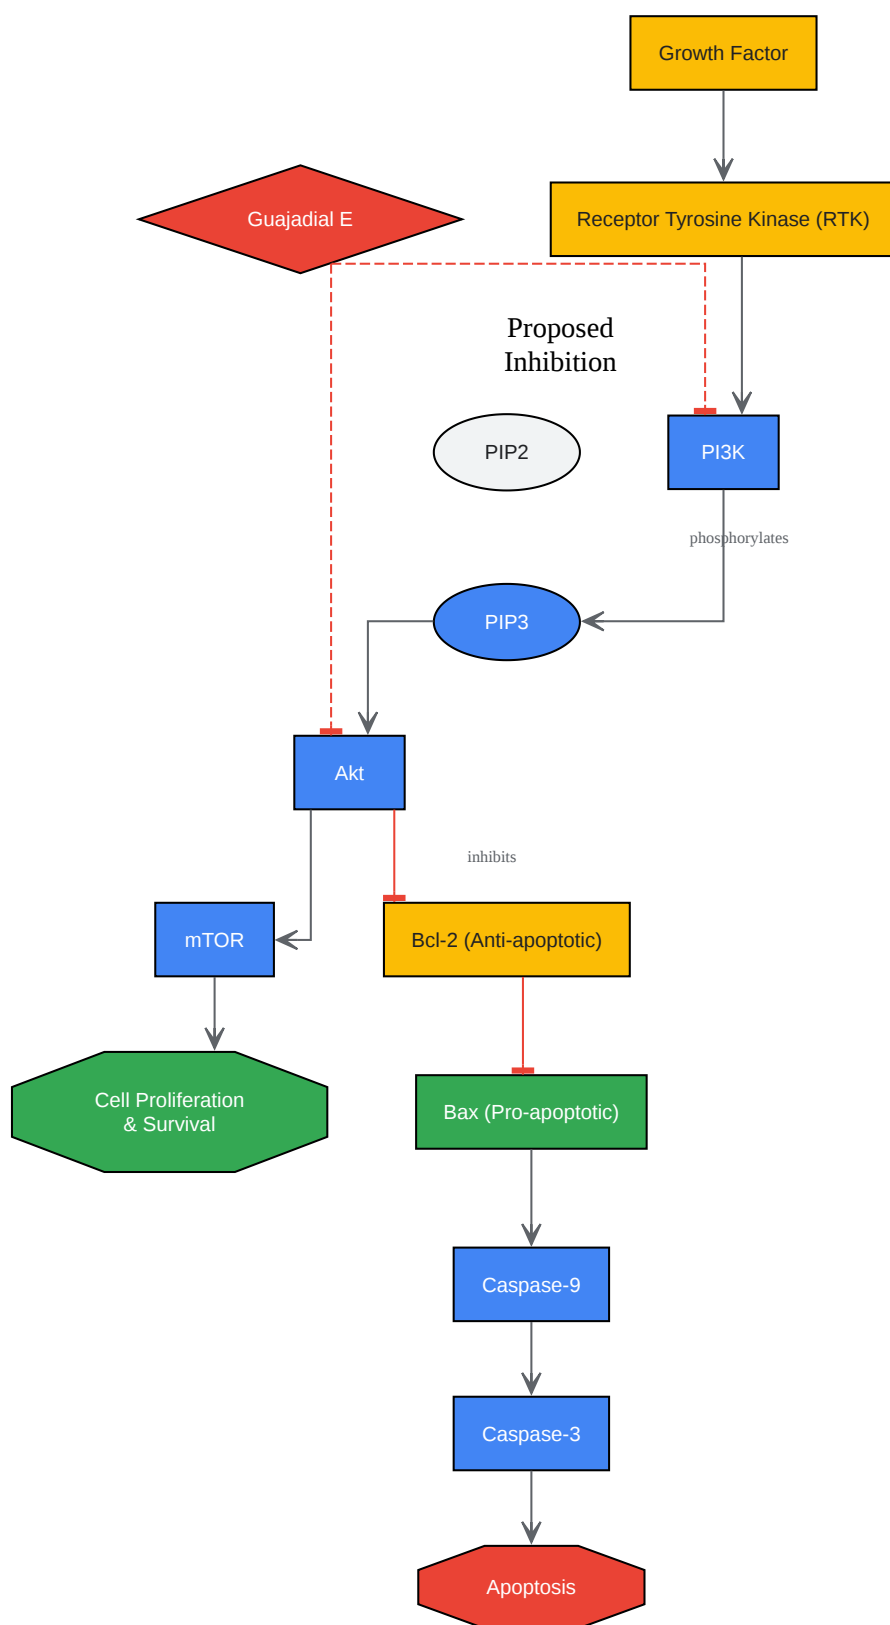 Growth Factor
Guajadial E
Receptor Tyrosine Kinase (RTK)
Proposed
Inhibition
PIP2
PI3K
phosphorylates
PIP3
Akt
inhibits
mTOR
Bcl-2 (Anti-apoptotic)
Cell Proliferation
& Survival
Bax (Pro-apoptotic)
Caspase-9
Caspase-3
Apoptosis